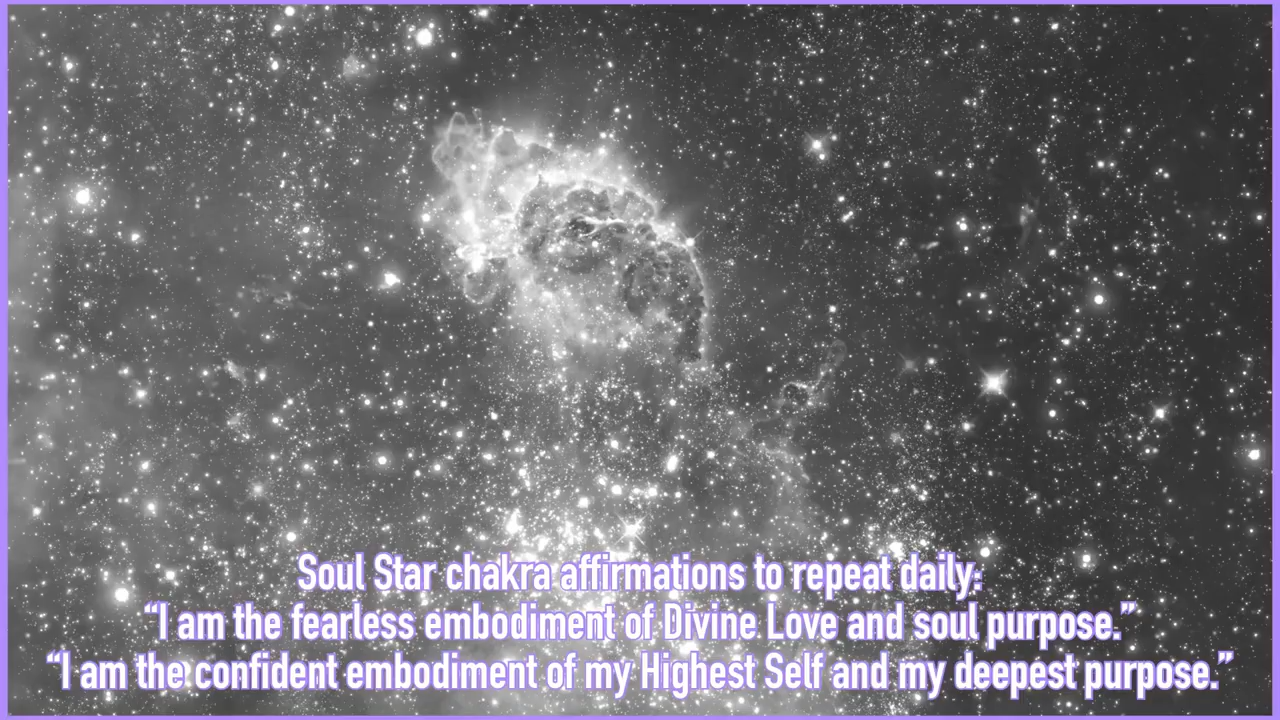 Soul Star chakra affirmations to repeat daily:
“I am the fearless embodiment of Divine Love and soul purpose.”
“I am the confident embodiment of my Highest Self and my deepest purpose.”